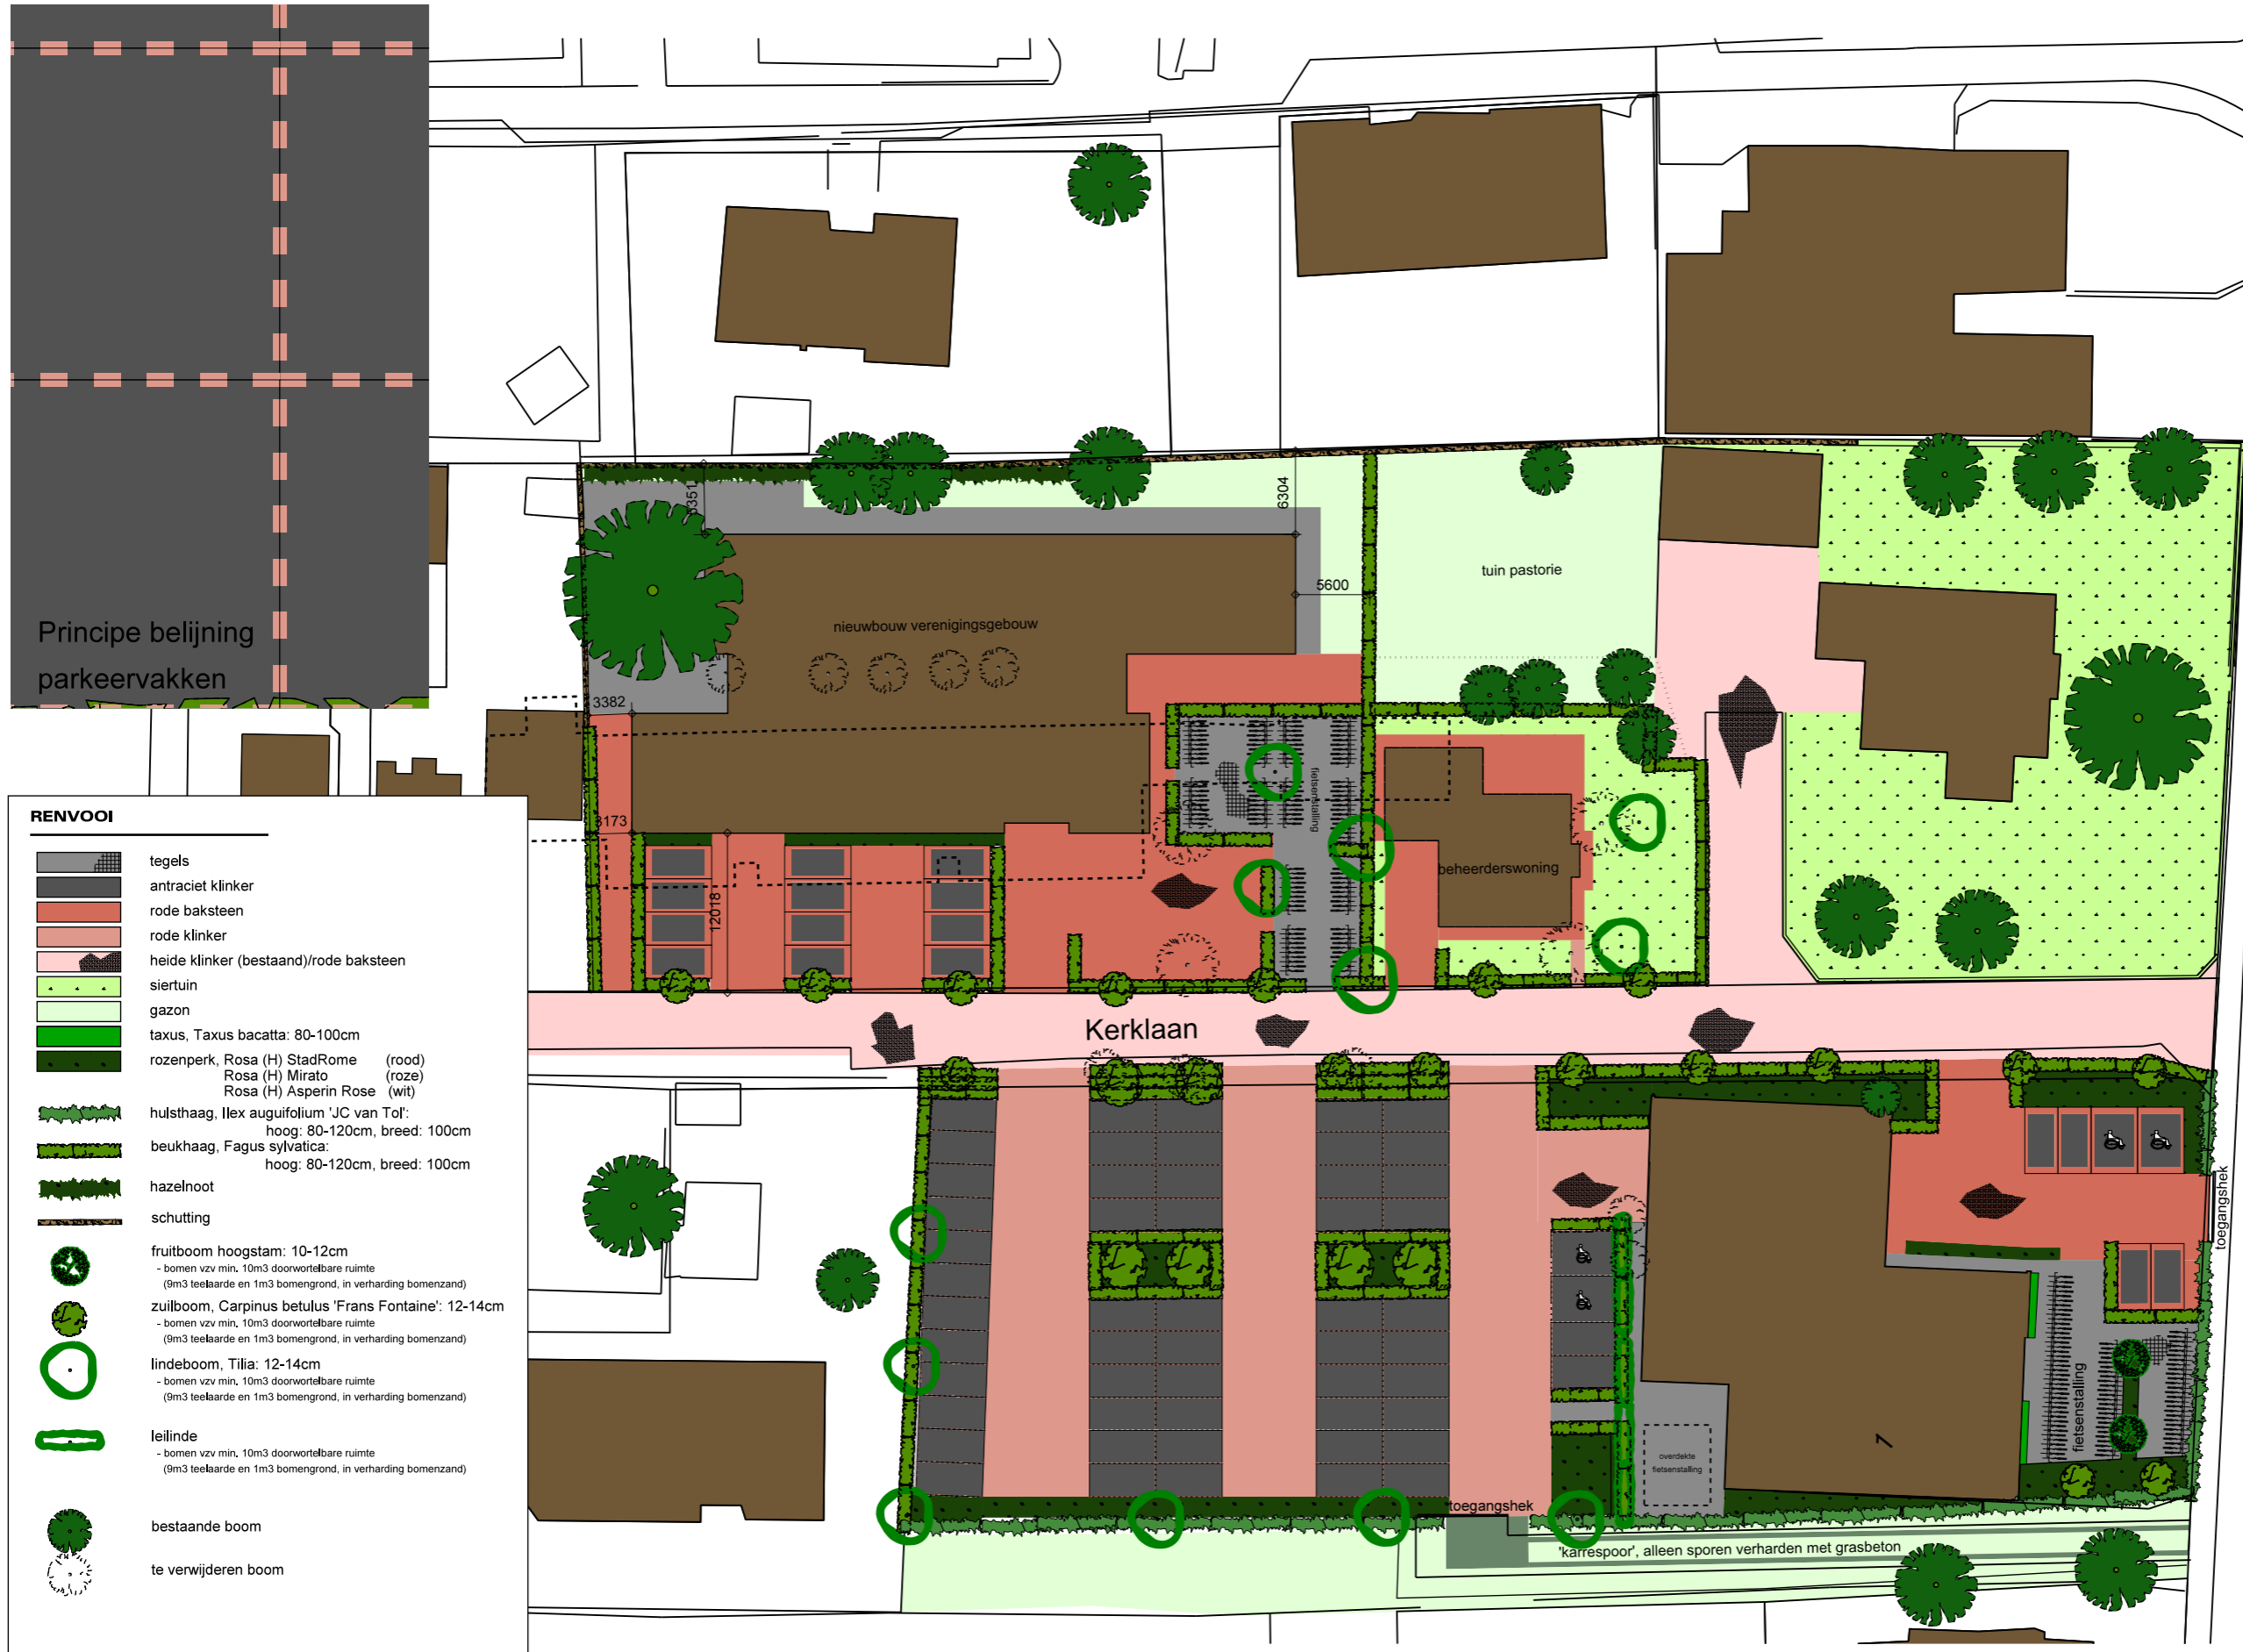 Principe belijning
parkeervakken
6351
6304
5600
tuin pastorie
nieuwbouw verenigingsgebouw
3382
fietsenstalling
3173
12018
beheerderswoning
Kerklaan
toegangshek
fietsenstalling
1
overdekte
fietsenstalling
toegangshek
'karrespoor', alleen sporen verharden met grasbeton
RENVOOI
tegels
antraciet klinker
rode baksteen
rode klinker
heide klinker (bestaand)/rode baksteen
siertuin
gazon
taxus, Taxus bacatta: 80-100cm
rozenperk, Rosa (H) StadRome (rood)
Rosa (H) Mirato (roze)
Rosa (H) Asperin Rose (wit)
hulsthaag, Ilex auguifolium 'JC van Tol':
hoog: 80-120cm, breed: 100cm
beukhaag, Fagus sylvatica:
hoog: 80-120cm, breed: 100cm
hazelnoot
schutting
fruitboom hoogstam: 10-12cm
- bomen vzv min. 10m3 doorwortelbare ruimte
(9m3 teelaarde en 1m3 bomengrond, in verharding bomenzand)
zuilboom, Carpinus betulus 'Frans Fontaine': 12-14cm
- bomen vzv min. 10m3 doorwortelbare ruimte
(9m3 teelaarde en 1m3 bomengrond, in verharding bomenzand)
lindeboom, Tilia: 12-14cm
- bomen vzv min. 10m3 doorwortelbare ruimte
(9m3 teelaarde en 1m3 bomengrond, in verharding bomenzand)
leilinde
- bomen vzv min. 10m3 doorwortelbare ruimte
(9m3 teelaarde en 1m3 bomengrond, in verharding bomenzand)
bestaande boom
te verwijderen boom